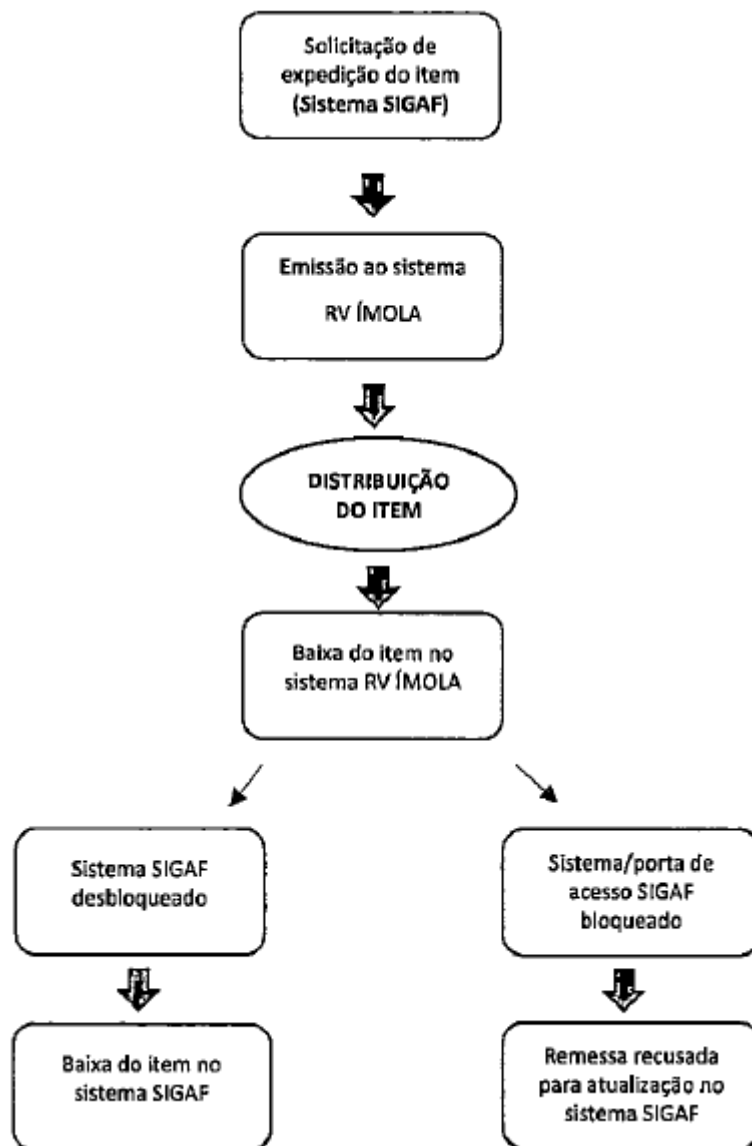 Solicitação de
expedição do item
(Sistema SIGAF)
Emissão ao sistema
RV ÍMOLA
DISTRIBUIÇÃO
DO ITEM
Baixa do item no
sistema RV ÍMOLA
Sistema SIGAF
desbloqueado
Sistema/porta de
acesso SIGAF
bloqueado
Baixa do item no
sistema SIGAF
Remessa recusada
para atualização no
sistema SIGAF